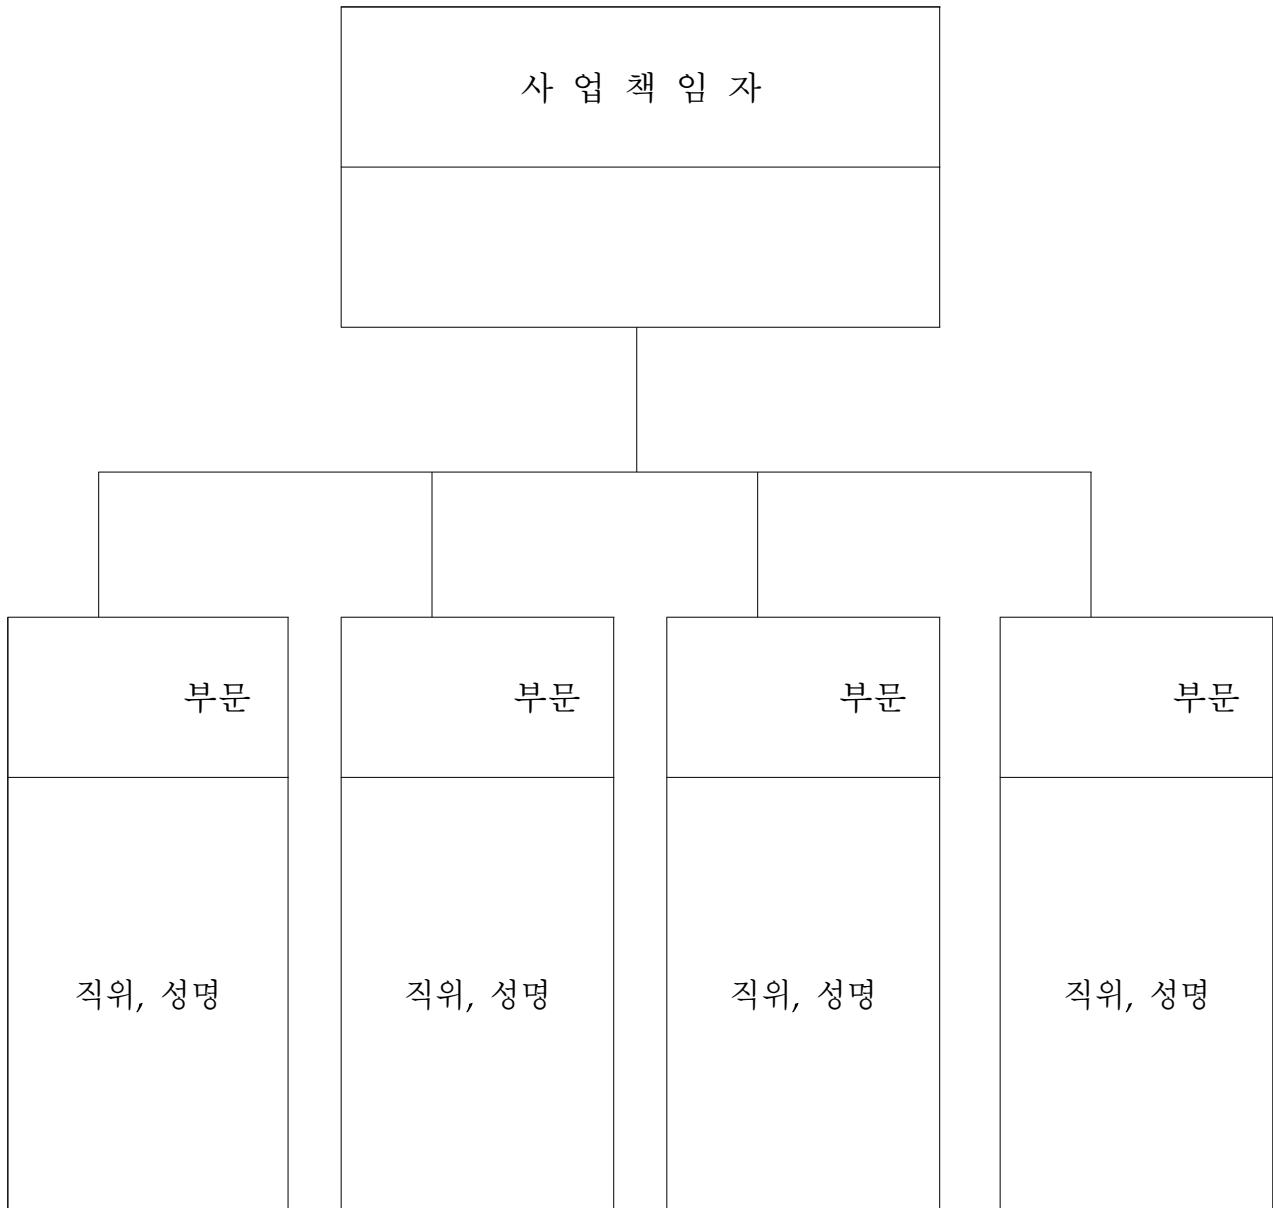 사 업 책 임 자
부문 부문 부문 부문
직위, 성명 직위, 성명 직위, 성명 직위, 성명